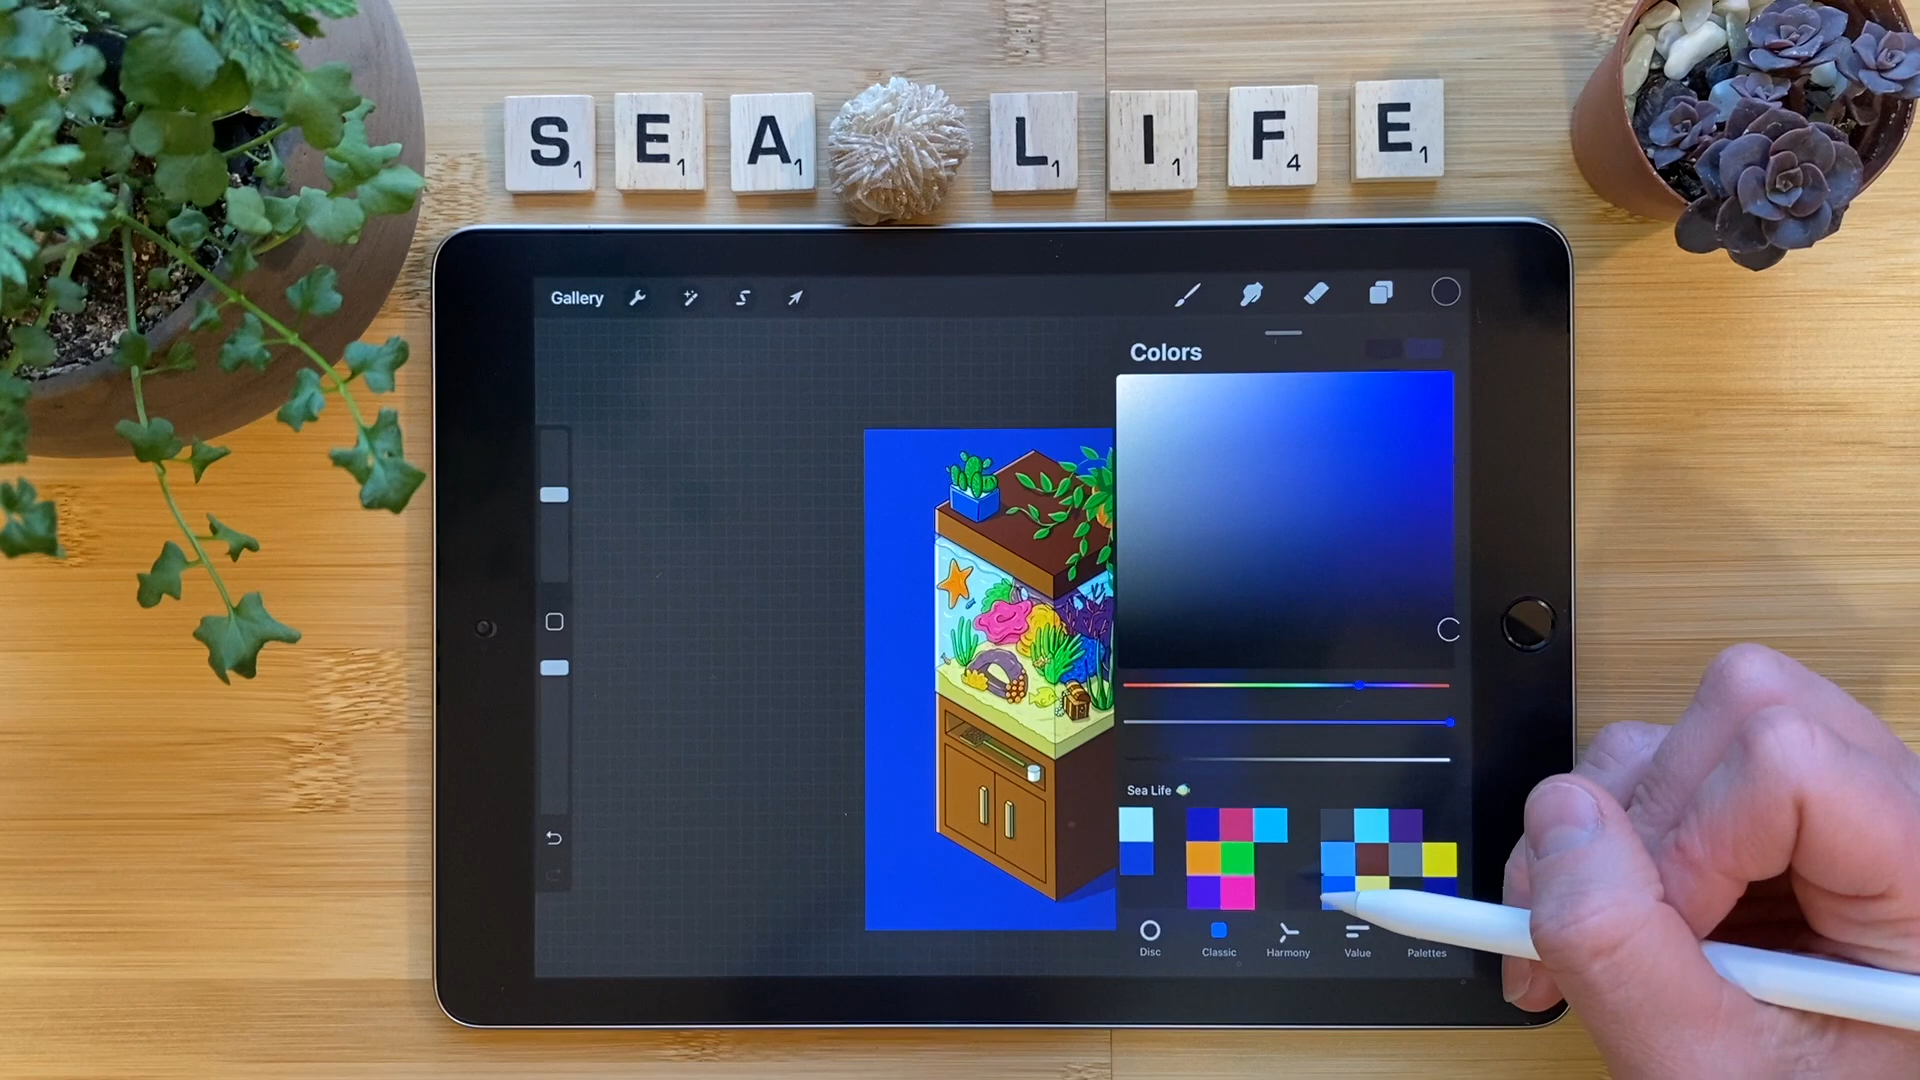 S1 E1 A1 L1 I1 F4 E1
Gallery
Colors
Sea Life
Disc Classic Harmony Value Palettes